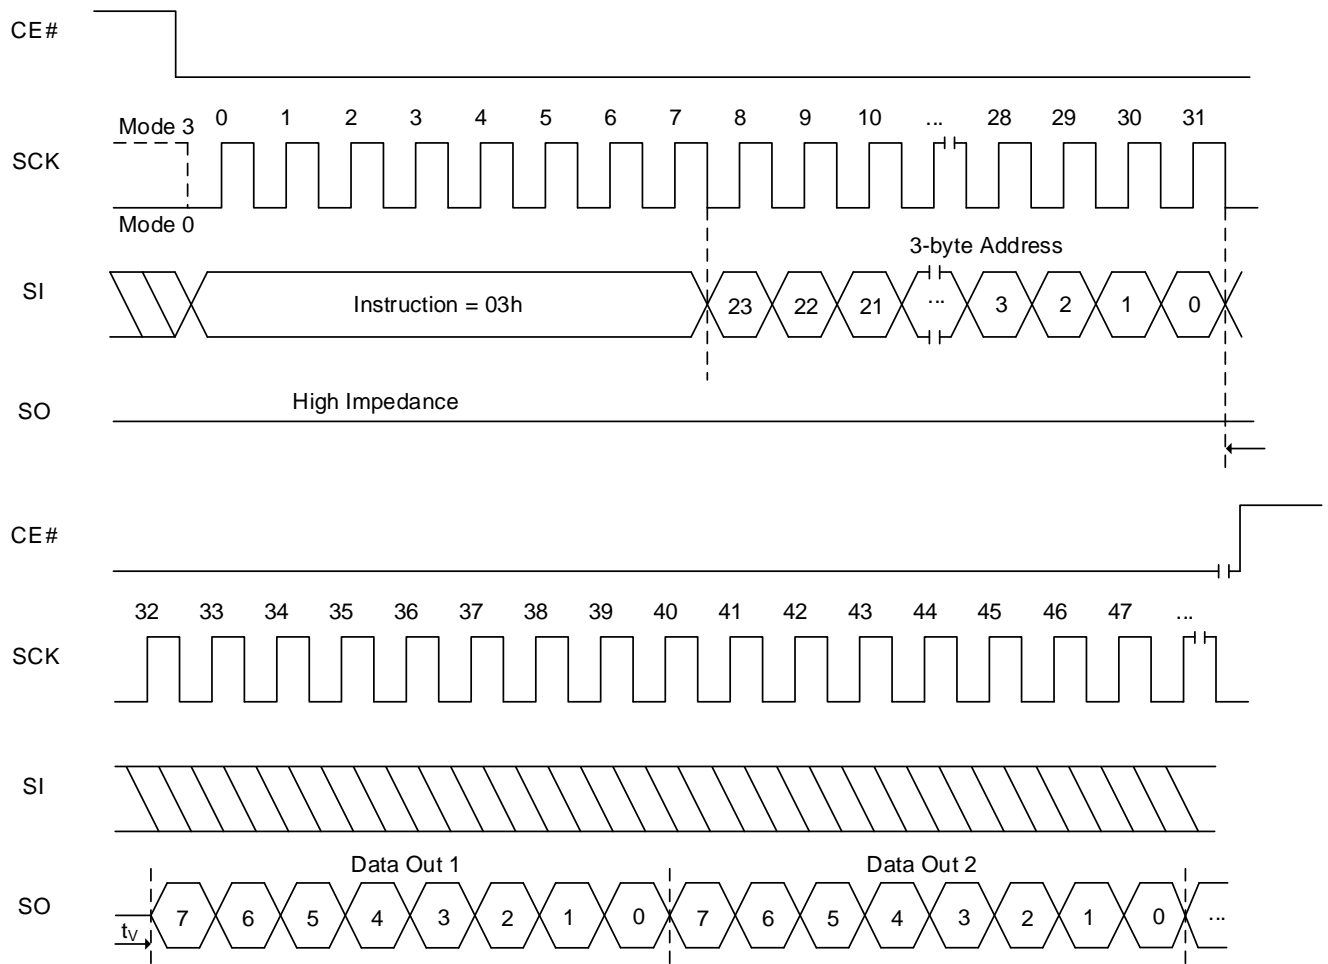 CE#
0 1 2 3 4 5 6 7 8 9 10 ... 28 29 30 31
Mode 3
SCK
Mode 0
3-byte Address
SI
Instruction = 03h 23 22 21 ... 3 2 1 0
SO
High Impedance
CE#
32 33 34 35 36 37 38 39 40 41 42 43 44 45 46 47 ...
SCK
SI
Data Out 1 Data Out 2
SO
7 6 5 4 3 2 1 0 7 6 5 4 3 2 1 0 ...
tV